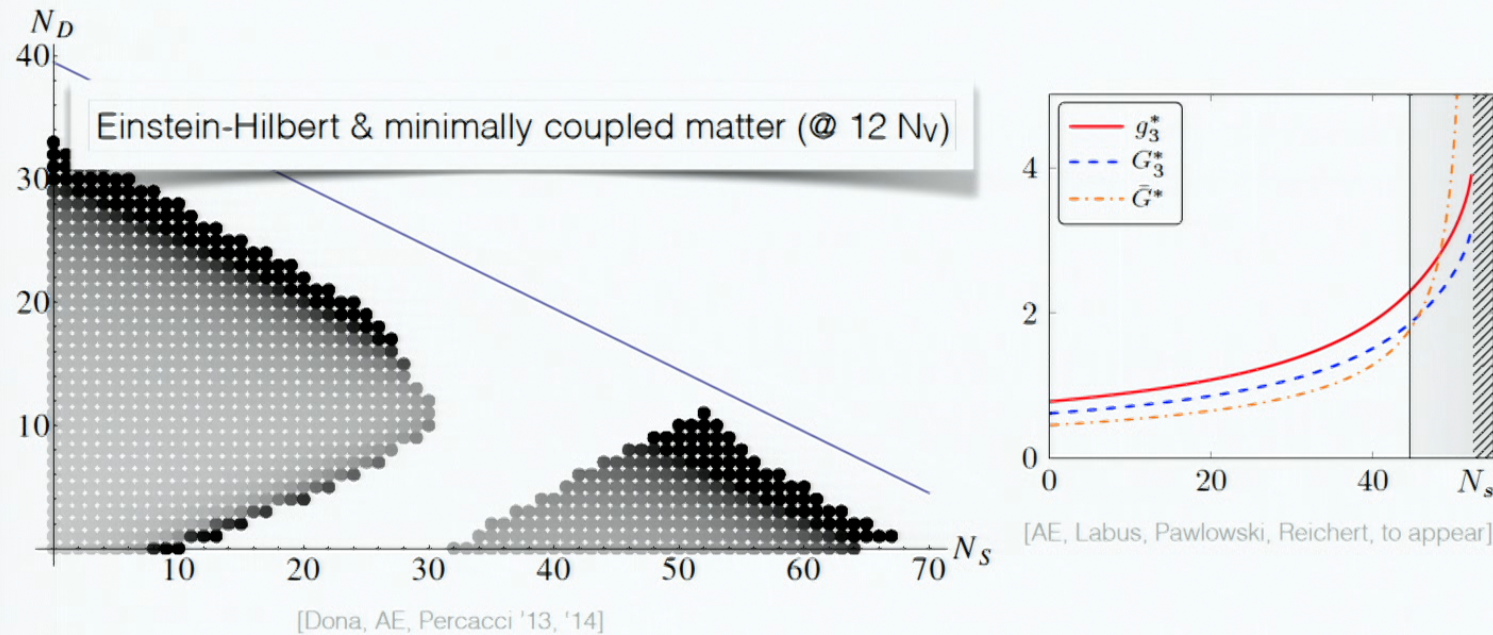 N_D
40
Einstein-Hilbert & minimally coupled matter (@ 12 N_V)
30
20
10
10 20 30 40 50 60 70 N_S
[Dona, AE, Percacci '13, '14]
g_3^*
G_3^*
Ḡ^*
4
2
0
0 20 40 N_s
[AE, Labus, Pawlowski, Reichert, to appear]